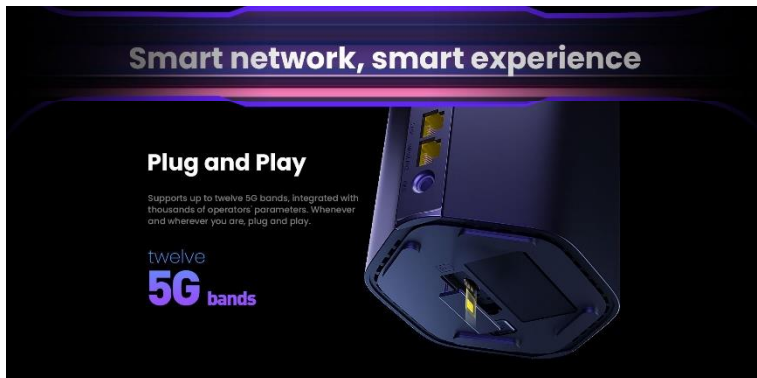 Smart network, smart experience
Plug and Play
Supports up to twelve 5G bands, integrated with
thousands of operators' parameters. Whenever
and wherever you are, plug and play.
twelve
5G bands